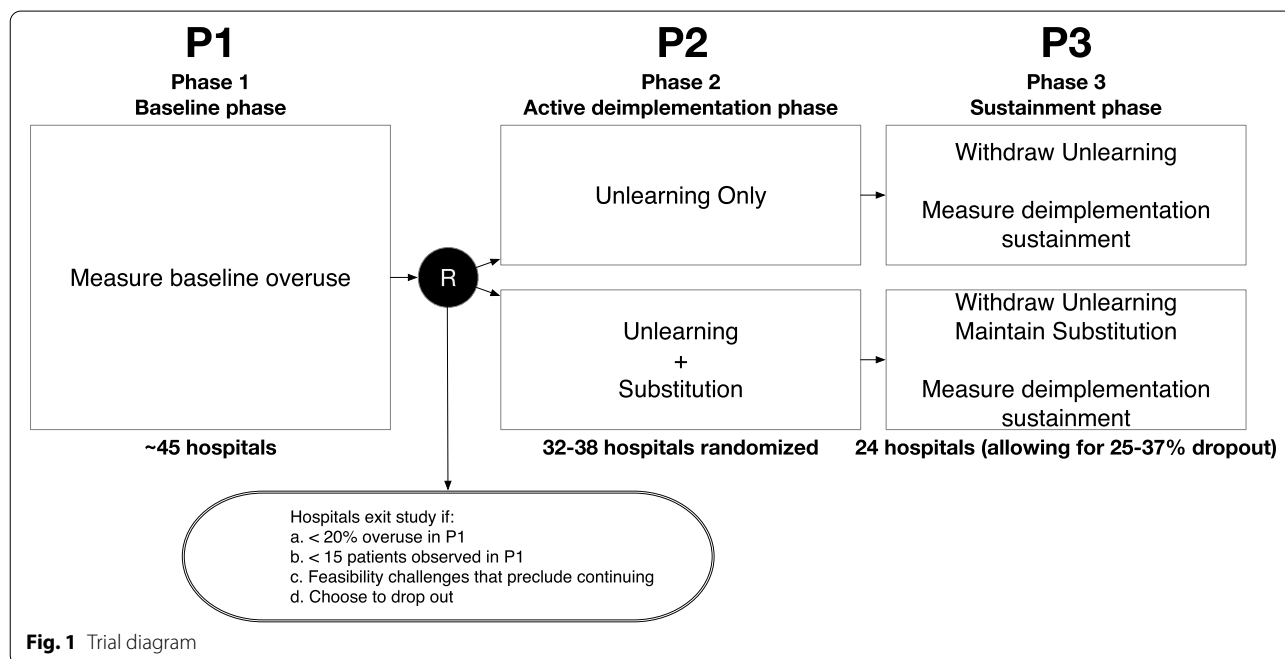 P1
Phase 1
Baseline phase
Measure baseline overuse
~45 hospitals
R
P2
Phase 2
Active deimplementation phase
Unlearning Only
Unlearning
+
Substitution
32-38 hospitals randomized
P3
Phase 3
Sustainment phase
Withdraw Unlearning
Measure deimplementation
sustainment
Withdraw Unlearning
Maintain Substitution
Measure deimplementation
sustainment
24 hospitals (allowing for 25-37% dropout)
Hospitals exit study if:
a. < 20% overuse in P1
b. < 15 patients observed in P1
c. Feasibility challenges that preclude continuing
d. Choose to drop out
Fig. 1 Trial diagram